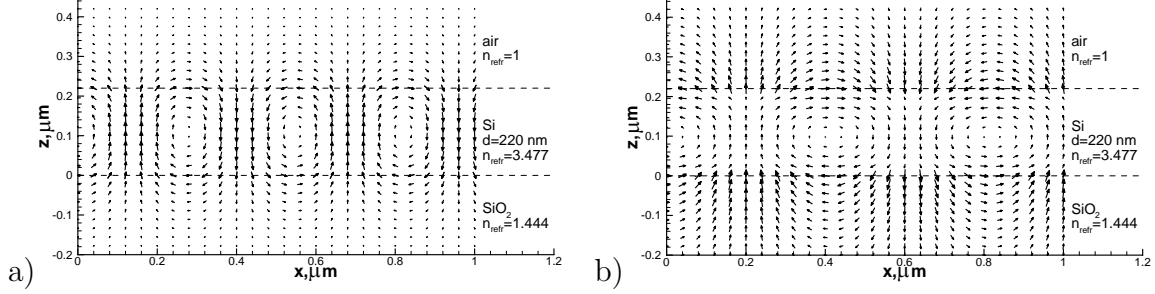 a)
z,μm
0.4
0.3
0.2
0.1
0
-0.1
-0.2
0
0.2
0.4
0.6
0.8
1
1.2
x,μm
air
n_refr=1
Si
d=220 nm
n_refr=3.477
SiO₂
n_refr=1.444
b)
z,μm
0.4
0.3
0.2
0.1
0
-0.1
-0.2
0
0.2
0.4
0.6
0.8
1
1.2
x,μm
air
n_refr=1
Si
d=220 nm
n_refr=3.477
SiO₂
n_refr=1.444